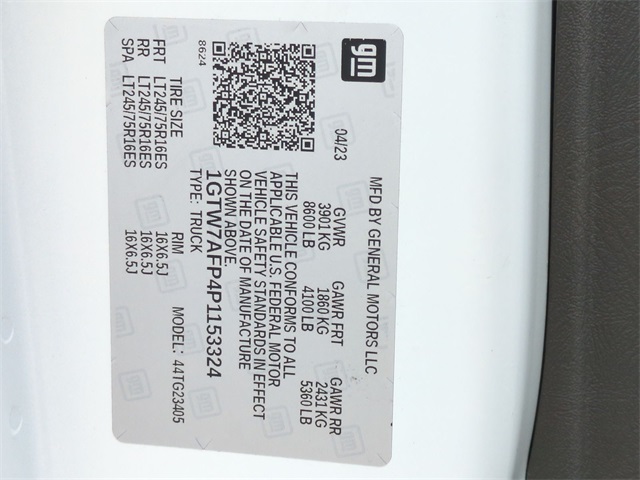 gm
MFD BY GENERAL MOTORS LLC
04/23
GVWR GAWR FRT GAWR RR
3901 KG 1860 KG 2431 KG
8600 LB 4100 LB 5360 LB
THIS VEHICLE CONFORMS TO ALL
APPLICABLE U.S. FEDERAL MOTOR
VEHICLE SAFETY STANDARDS IN EFFECT
ON THE DATE OF MANUFACTURE
SHOWN ABOVE.
1GTW7AFP4P1153324
TYPE: TRUCK
8624
MODEL: 44TG23405
TIRE SIZE RIM
FRT LT245/75R16ES 16X6.5J
RR LT245/75R16ES 16X6.5J
SPA LT245/75R16ES 16X6.5J